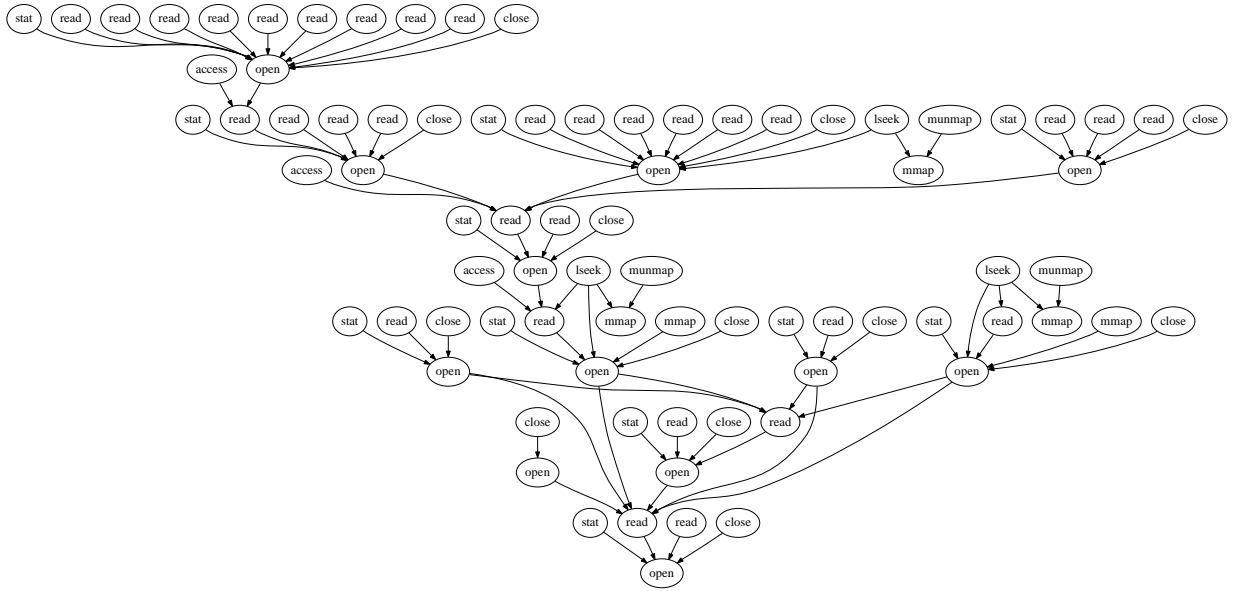 stat read read read read read read read read read close
access open
stat read read read read close stat read read read read read read close lseek munmap stat read read read close
access open open mmap open
stat read read close
access open lseek munmap lseek munmap
stat read close stat read mmap mmap close stat read close stat read mmap mmap close
open open open open
close stat read close read
open open
stat read read close
open